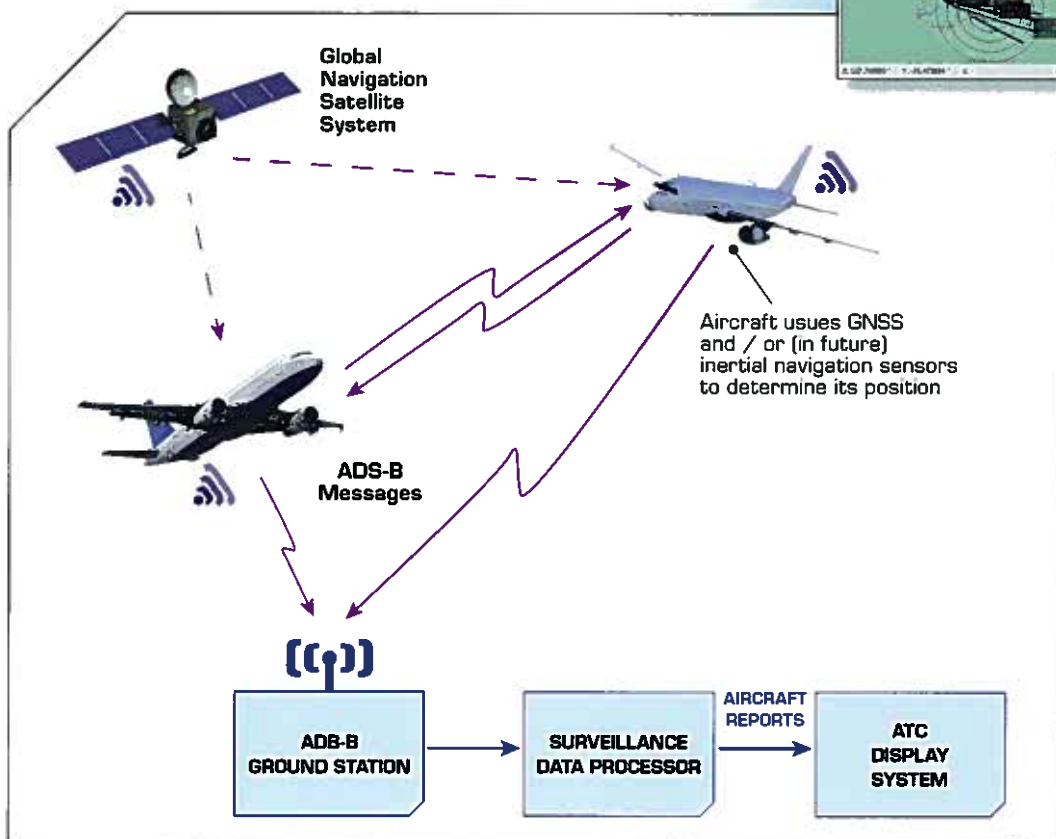 Global
Navigation
Satellite
System
Aircraft usues GNSS
and / or (in future)
inertial navigation sensors
to determine its position
ADS-B
Messages
ADB-B
GROUND STATION
SURVEILLANCE
DATA PROCESSOR
AIRCRAFT
REPORTS
ATC
DISPLAY
SYSTEM